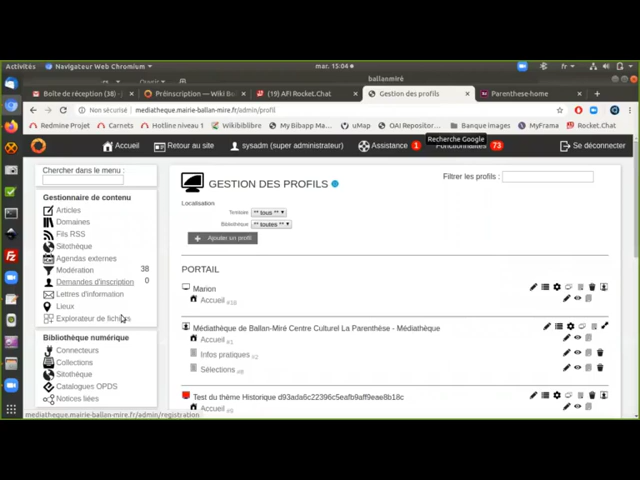 Activités Navigateur Web Chromium mar. 15:04 fr
ballanmiré
Boîte de réception (38) - Préinscription — Wiki B (19) AFI Rocket.Chat Gestion des profils Parenthese-home
Non sécurisé | mediatheque.mairie-ballan-mire.fr/admin/profil
Redmine Projet Carnets Hotline niveau 1 Wikibiblibre My Bibapp M uMap OAI Repositor... Banque images MyFrama Rocket.Chat
Recherche Google
Accueil Retour au site sysadm (super administrateur) Assistance 1 Fonctionnalités 73 Se déconnecter
Chercher dans le menu :
GESTION DES PROFILS
Filtrer les profils :
Gestionnaire de contenu
Articles
Domaines
Fils RSS
Sitothèque
Agendas externes
Modération 38
Demandes d'inscription 0
Lettres d'information
Lieux
Explorateur de fichiers
Bibliothèque numérique
Connecteurs
Collections
Sitothèque
Catalogues OPDS
Notices liées
Localisation
Territoire ** tous **
Bibliothèque ** toutes **
+ Ajouter un profil
PORTAIL
Marion
Accueil
Médiathèque de Ballan-Miré Centre Culturel La Parenthèse - Médiathèque
Accueil #1
Infos pratiques #2
Sélections
Test du thème Historique d93ada6c22396c5eafb9aff9eae8b18c
Accueil
mediatheque.mairie-ballan-mire.fr/admin/registration